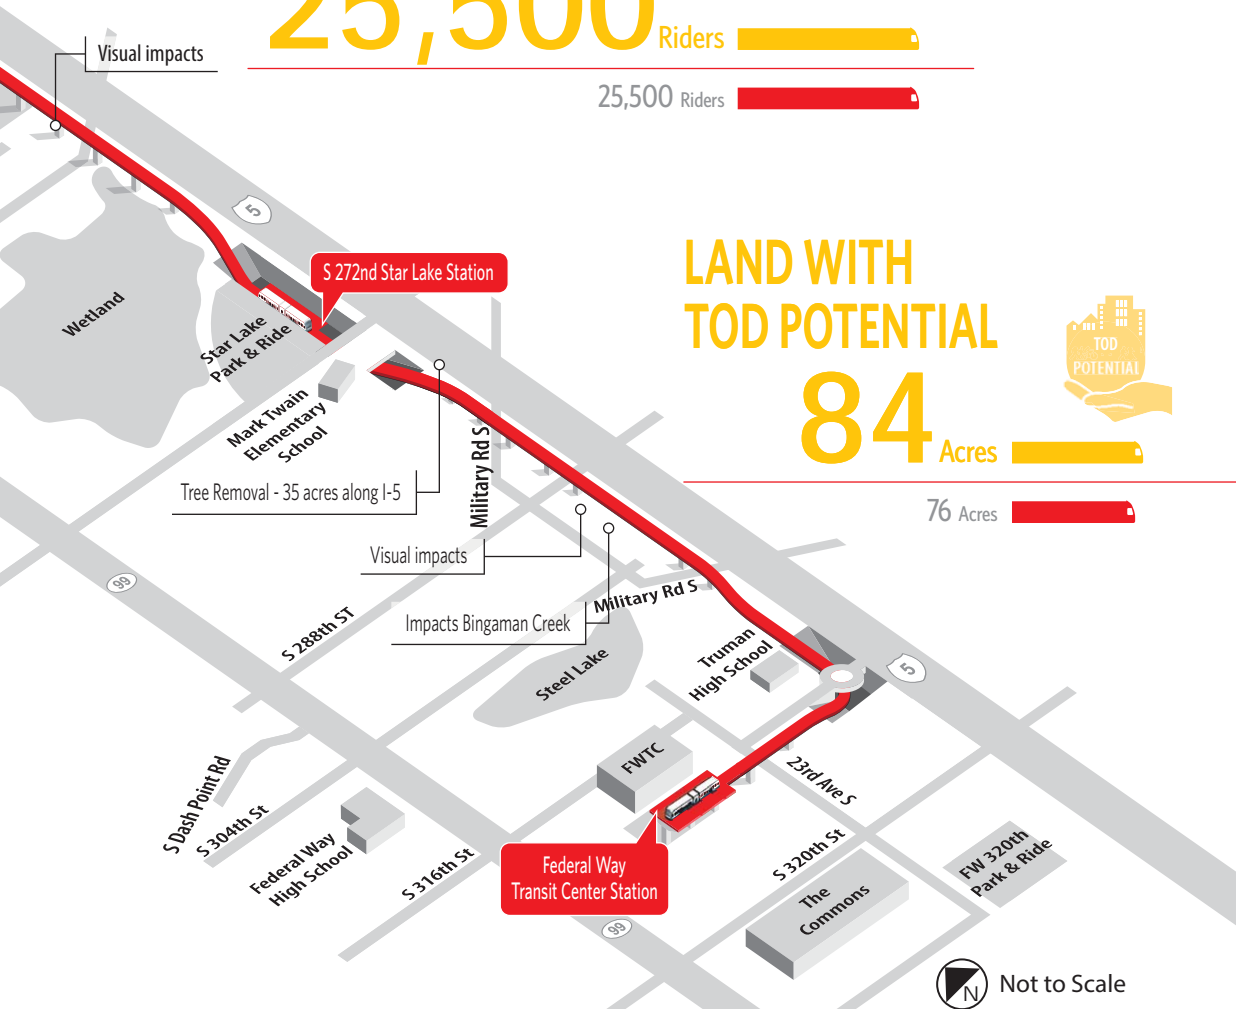 25,500 Riders
25,500 Riders
Visual impacts
5
S 272nd Star Lake Station
LAND WITH
TOD POTENTIAL
84 Acres
76 Acres
TOD
POTENTIAL
Wetland
Star Lake
Park & Ride
Mark Twain
Elementary
School
Tree Removal - 35 acres along I-5
Military Rd S
Visual impacts
99
Impacts Bingaman Creek
Military Rd S
S 288th ST
Steel Lake
Truman
High School
5
FWTC
23rd Ave S
S Dash Point Rd
S 304th St
Federal Way
High School
S 316th St
Federal Way
Transit Center Station
S 320th St
FW 320th
Park & Ride
The
Commons
99
N
Not to Scale